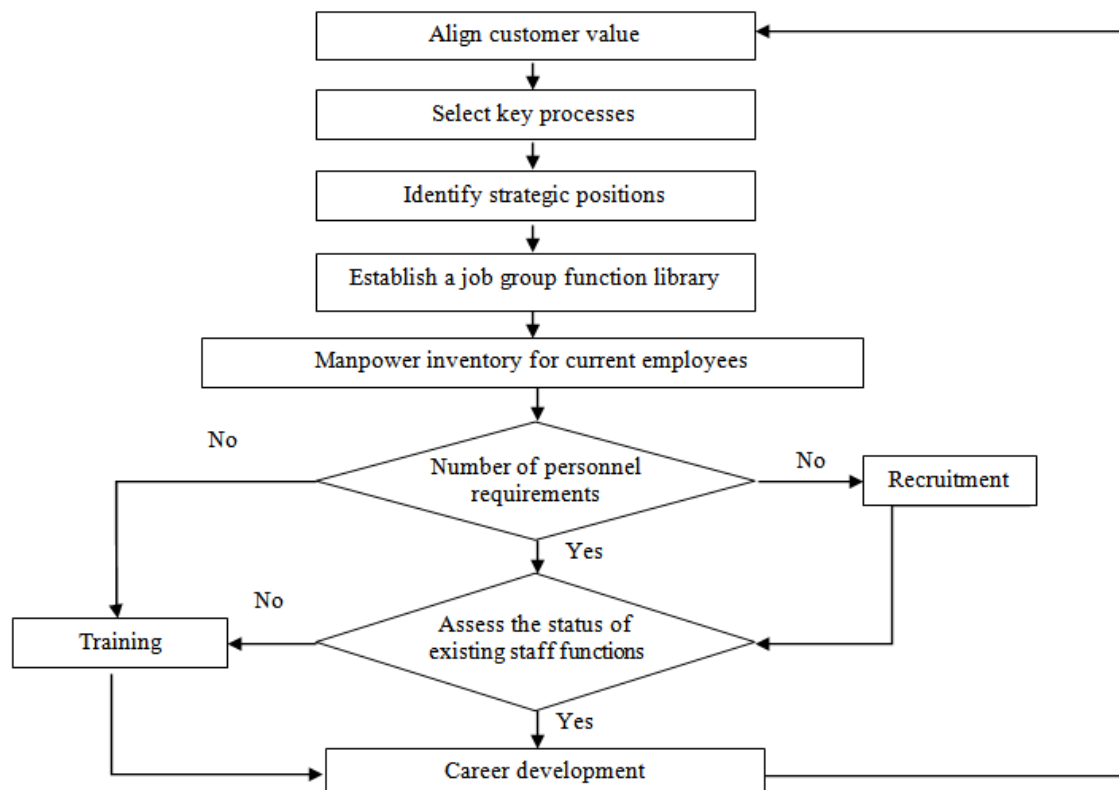 Align customer value
Select key processes
Identify strategic positions
Establish a job group function library
Manpower inventory for current employees
No
Number of personnel
requirements
No
Recruitment
Yes
No
Assess the status of
existing staff functions
Training
Yes
Career development